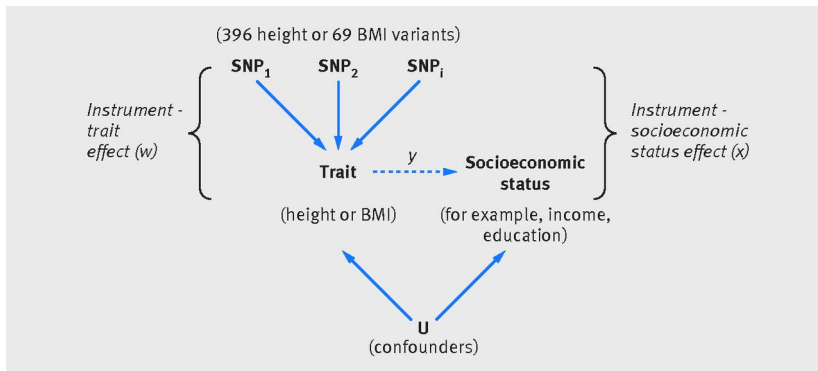 (396 height or 69 BMI variants)
SNP1 SNP2 SNPi
Instrument -
trait
effect (w)
Instrument -
socioeconomic
status effect (x)
y
Trait
Socioeconomic
status
(height or BMI)
(for example, income,
education)
U
(confounders)